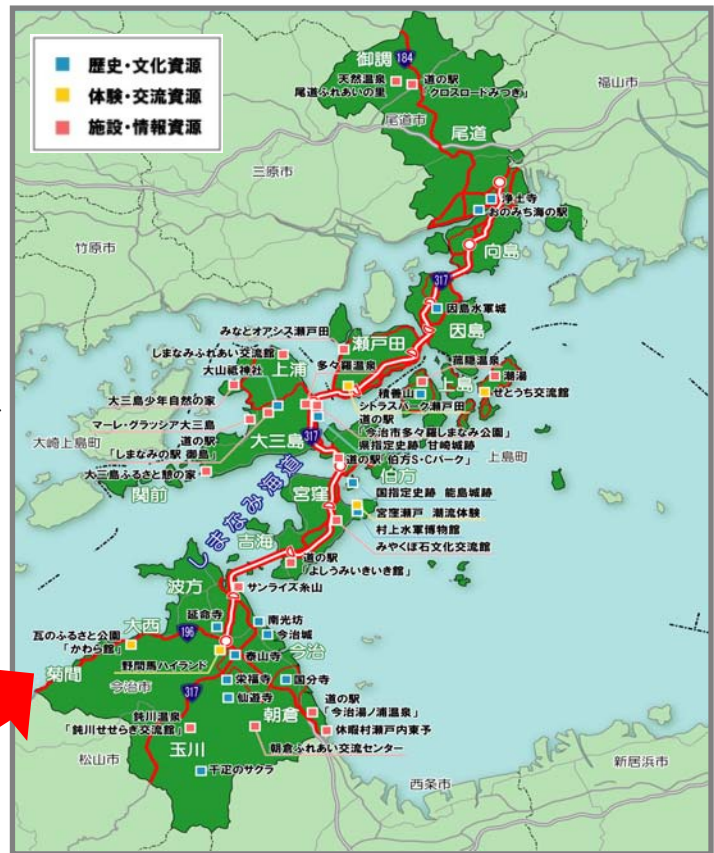 歴史・文化資源
体験・交流資源
施設・情報資源
御調
184
天然温泉
尾道ふれあいの里
道の駅
「クロスロードみつぎ」
福山市
尾道市
尾道
三原市
浄土寺
おのみち海の駅
竹原市
向島
317
因島水軍城
因島
みなとオアシス瀬戸田
瀬戸田
しまなみふれあい交流館
多々羅温泉
大山祗神社
上浦
菰隠温泉
潮湯
上島
積善山
せとうち交流館
シトラスパーク瀬戸田
大三島少年自然の家
道の駅
「今治市多々羅しまなみ公園」
マーレ・グラッシア大三島
県指定史跡 甘崎城跡
大三島
317
大崎上島町
道の駅
「しまなみの駅 御島」
道の駅「伯方S・Cパーク」
上島町
大三島ふるさと憩の家
伯方
関前
しまなみ海道
宮窪
国指定史跡 能島城跡
宮窪瀬戸 潮流体験
村上水軍博物館
吉海
みやくぼ石文化交流館
道の駅
「よしうみいきいき館」
波方
サンライズ糸山
延命寺
南光坊
大西
瓦のふるさと公園
「かわら館」
196
今治城
今治
菊間
野間馬ハイランド
泰山寺
今治市
栄福寺
国分寺
317
仙遊寺
道の駅
「今治湯ノ浦温泉」
鈍川温泉
「鈍川せせらぎ交流館」
朝倉
休暇村瀬戸内東予
玉川
朝倉ふれあい交流センター
松山市
千疋のサクラ
新居浜市
西条市